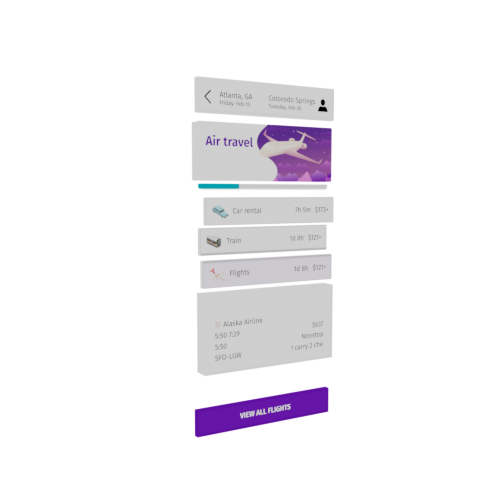 Atlanta, GA Colorado Springs
Friday, Feb 15 Tuesday, Feb 20
Air travel
Car rental 7h 5m $173+
Train 1d 8h $121+
Flights 1d 8h $121+
Alaska Airline $637
5:50 7:29 Nonstop
5:50 1 carry 2 che
SFO-LGW
VIEW ALL FLIGHTS